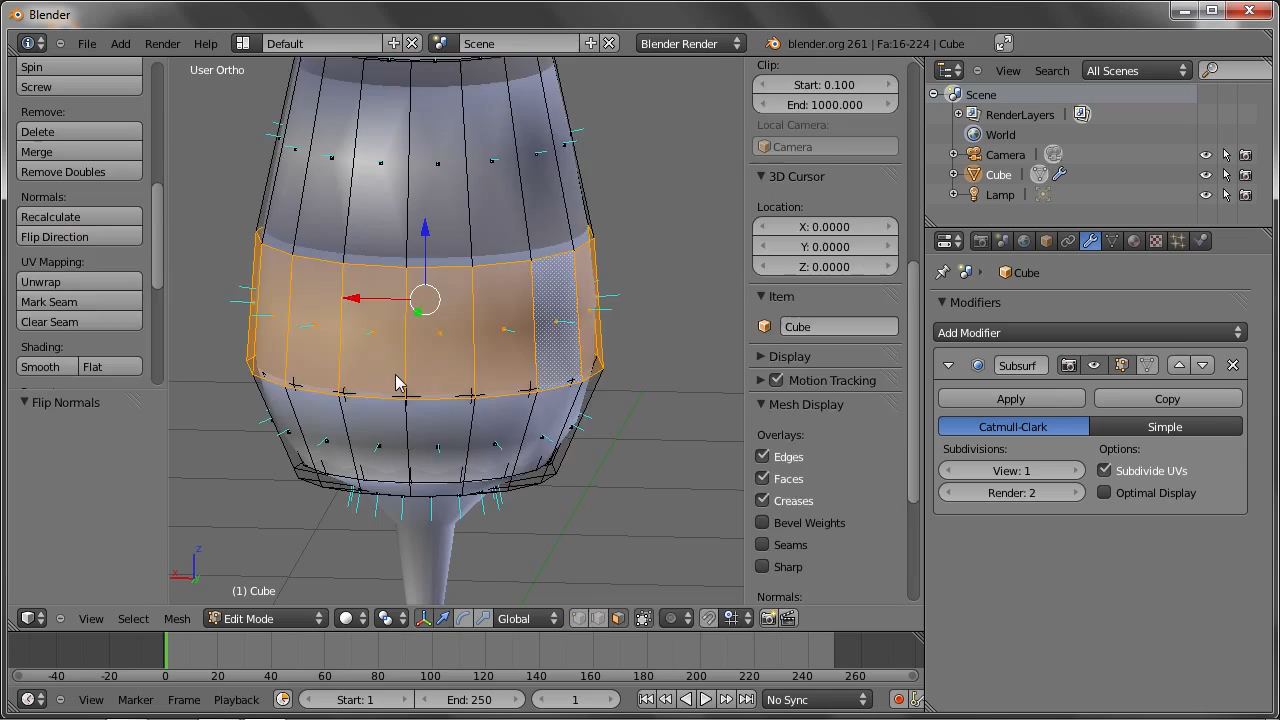 Blender
File Add Render Help Default Scene Blender Render blender.org 261 | Fa:16-224 | Cube
Spin
Screw
Remove:
Delete
Merge
Remove Doubles
Normals:
Recalculate
Flip Direction
UV Mapping:
Unwrap
Mark Seam
Clear Seam
Shading:
Smooth Flat
Flip Normals
User Ortho
z
x
y
(1) Cube
Clip:
Start: 0.100
End: 1000.000
Local Camera:
Camera
3D Cursor
Location:
X: 0.0000
Y: 0.0000
Z: 0.0000
Item
Cube
Display
Motion Tracking
Mesh Display
Overlays:
Edges
Faces
Creases
Bevel Weights
Seams
Sharp
Normals:
View Search All Scenes
Scene
RenderLayers
World
Camera
Cube
Lamp
Cube
Modifiers
Add Modifier
Subsurf
Apply Copy
Catmull-Clark Simple
Subdivisions: Options:
View: 1 Subdivide UVs
Render: 2 Optimal Display
View Select Mesh Edit Mode Global
-40 -20 0 20 40 60 80 100 120 140 160 180 200 220 240 260
View Marker Frame Playback Start: 1 End: 250 1 No Sync